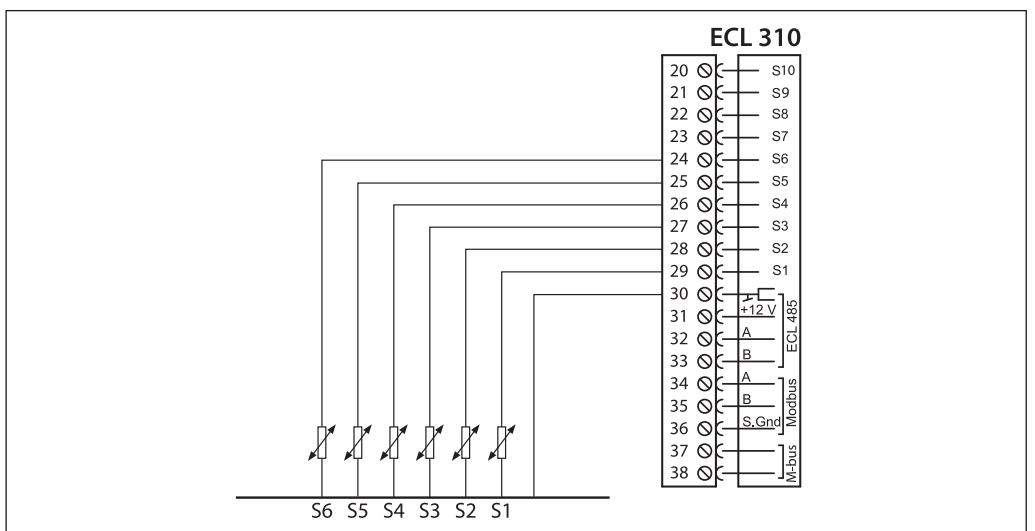 ECL 310
20 S10
21 S9
22 S8
23 S7
24 S6
25 S5
26 S4
27 S3
28 S2
29 S1
30
31 +12 V
32 A
33 B
ECL 485
34 A
35 B
36 S.Gnd
Modbus
37
38
M-bus
S6 S5 S4 S3 S2 S1